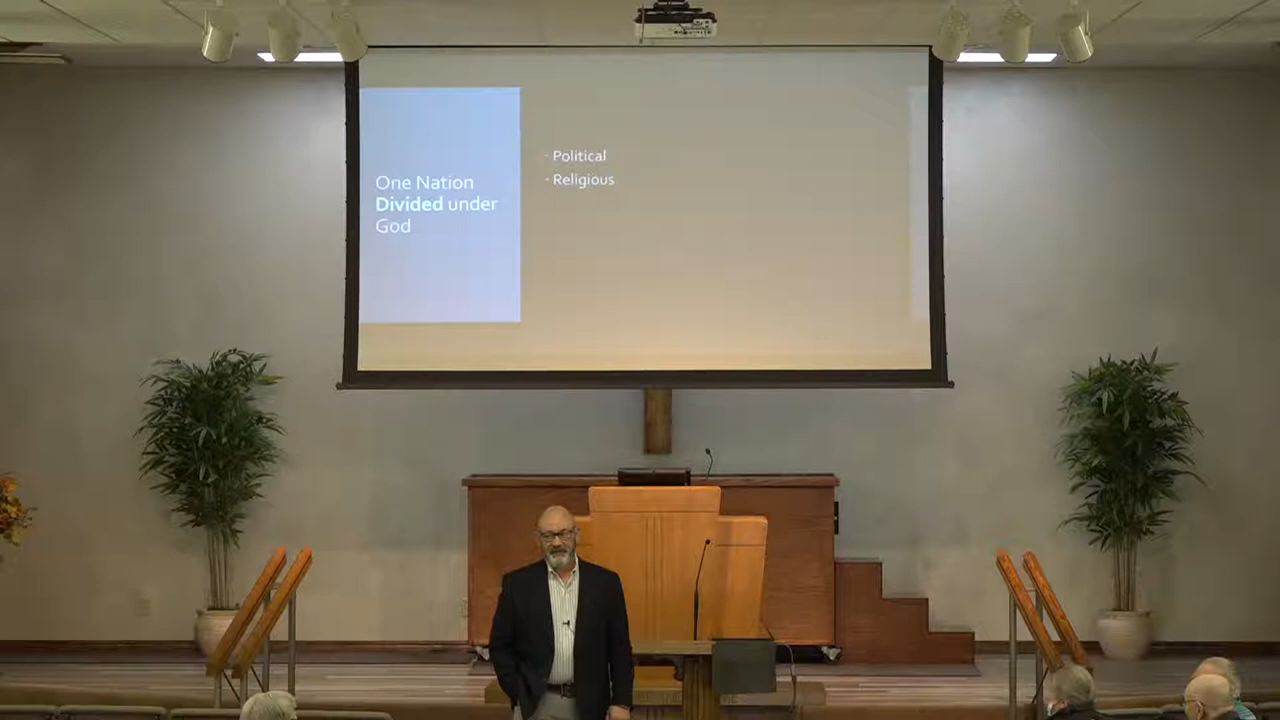 One Nation
Divided under
God
- Political
- Religious